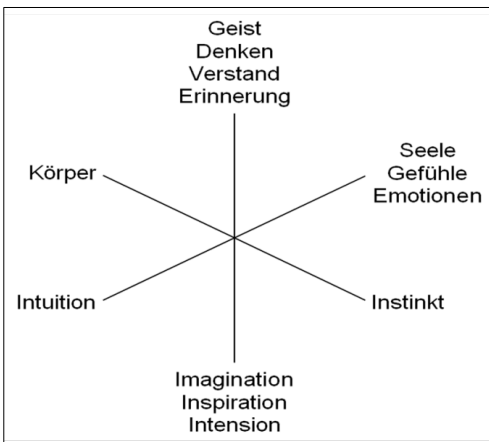 Geist
Denken
Verstand
Erinnerung
Körper
Seele
Gefühle
Emotionen
Intuition
Instinkt
Imagination
Inspiration
Intension